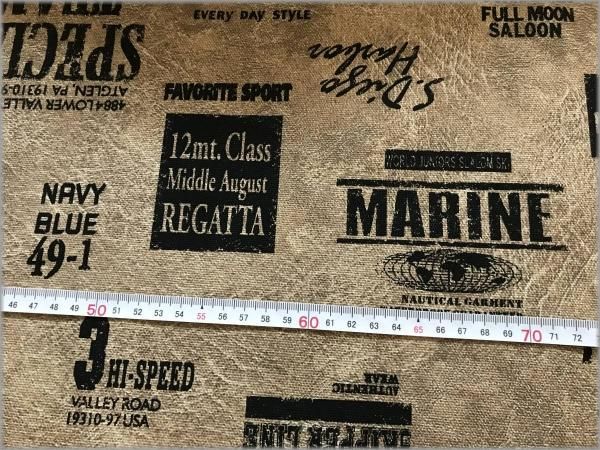 EVERY DAY STYLE
FULL MOON
SALOON
SPECIAL
ATGLEN, PA 19310-9
4884 LOWER VALLE
S. Diego
Harbor
FAVORITE SPORT
12mt. Class
Middle August
REGATTA
WORLD JUNIORS SLALOM SKI
MARINE
NAUTICAL GARMENT
NAVY
BLUE
49-1
46 47 48 49 50 51 52 53 54 55 56 57 58 59 60 61 62 63 64 65 66 67 68 69 70 71 72
3 HI-SPEED
VALLEY ROAD
19310-97.USA
AUTHENTIC
WEAR